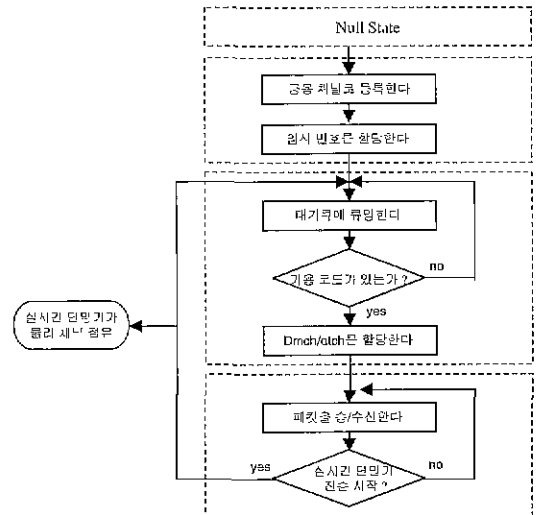 Null State
공용 채널로 등록한다
임시 번호를 할당한다
대기큐에 큐잉한다
가용 코드가 있는가 ?
no
yes
실시간 단말기가
물리 채널 점유
Dmch/dtch를 할당한다
패킷을 송/수신한다
실시간 단말기
전송 시작 ?
yes
no